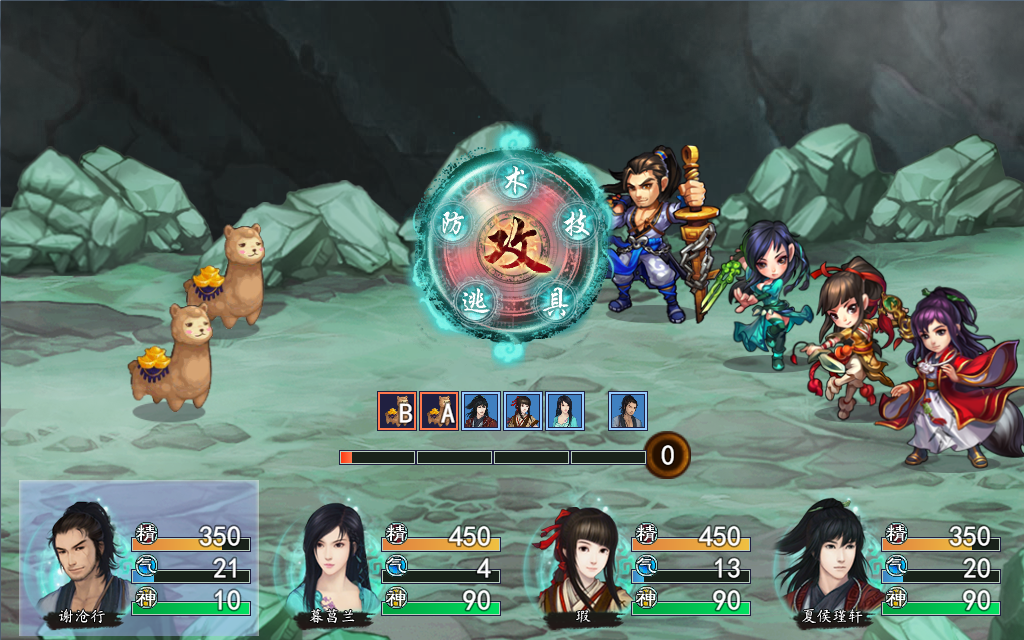 术
防 技
攻
逃 具
B A
0
精 350
气 21
神 10
谢沧行
精 450
气 4
神 90
暮菖兰
精 450
气 13
神 90
瑕
精 350
气 20
神 90
夏侯瑾轩